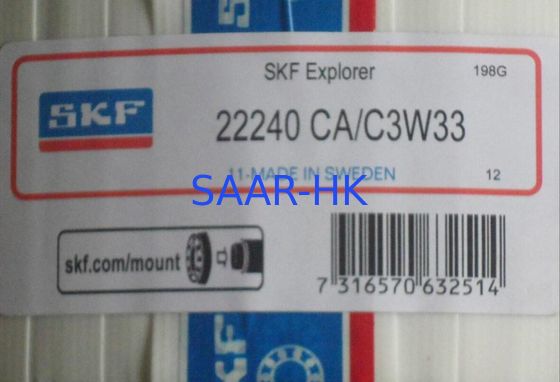 SKF Explorer
198G
SKF
22240 CA/C3W33
11-MADE IN SWEDEN
12
SAAR-HK
skf.com/mount
7 316570 632514
SKF